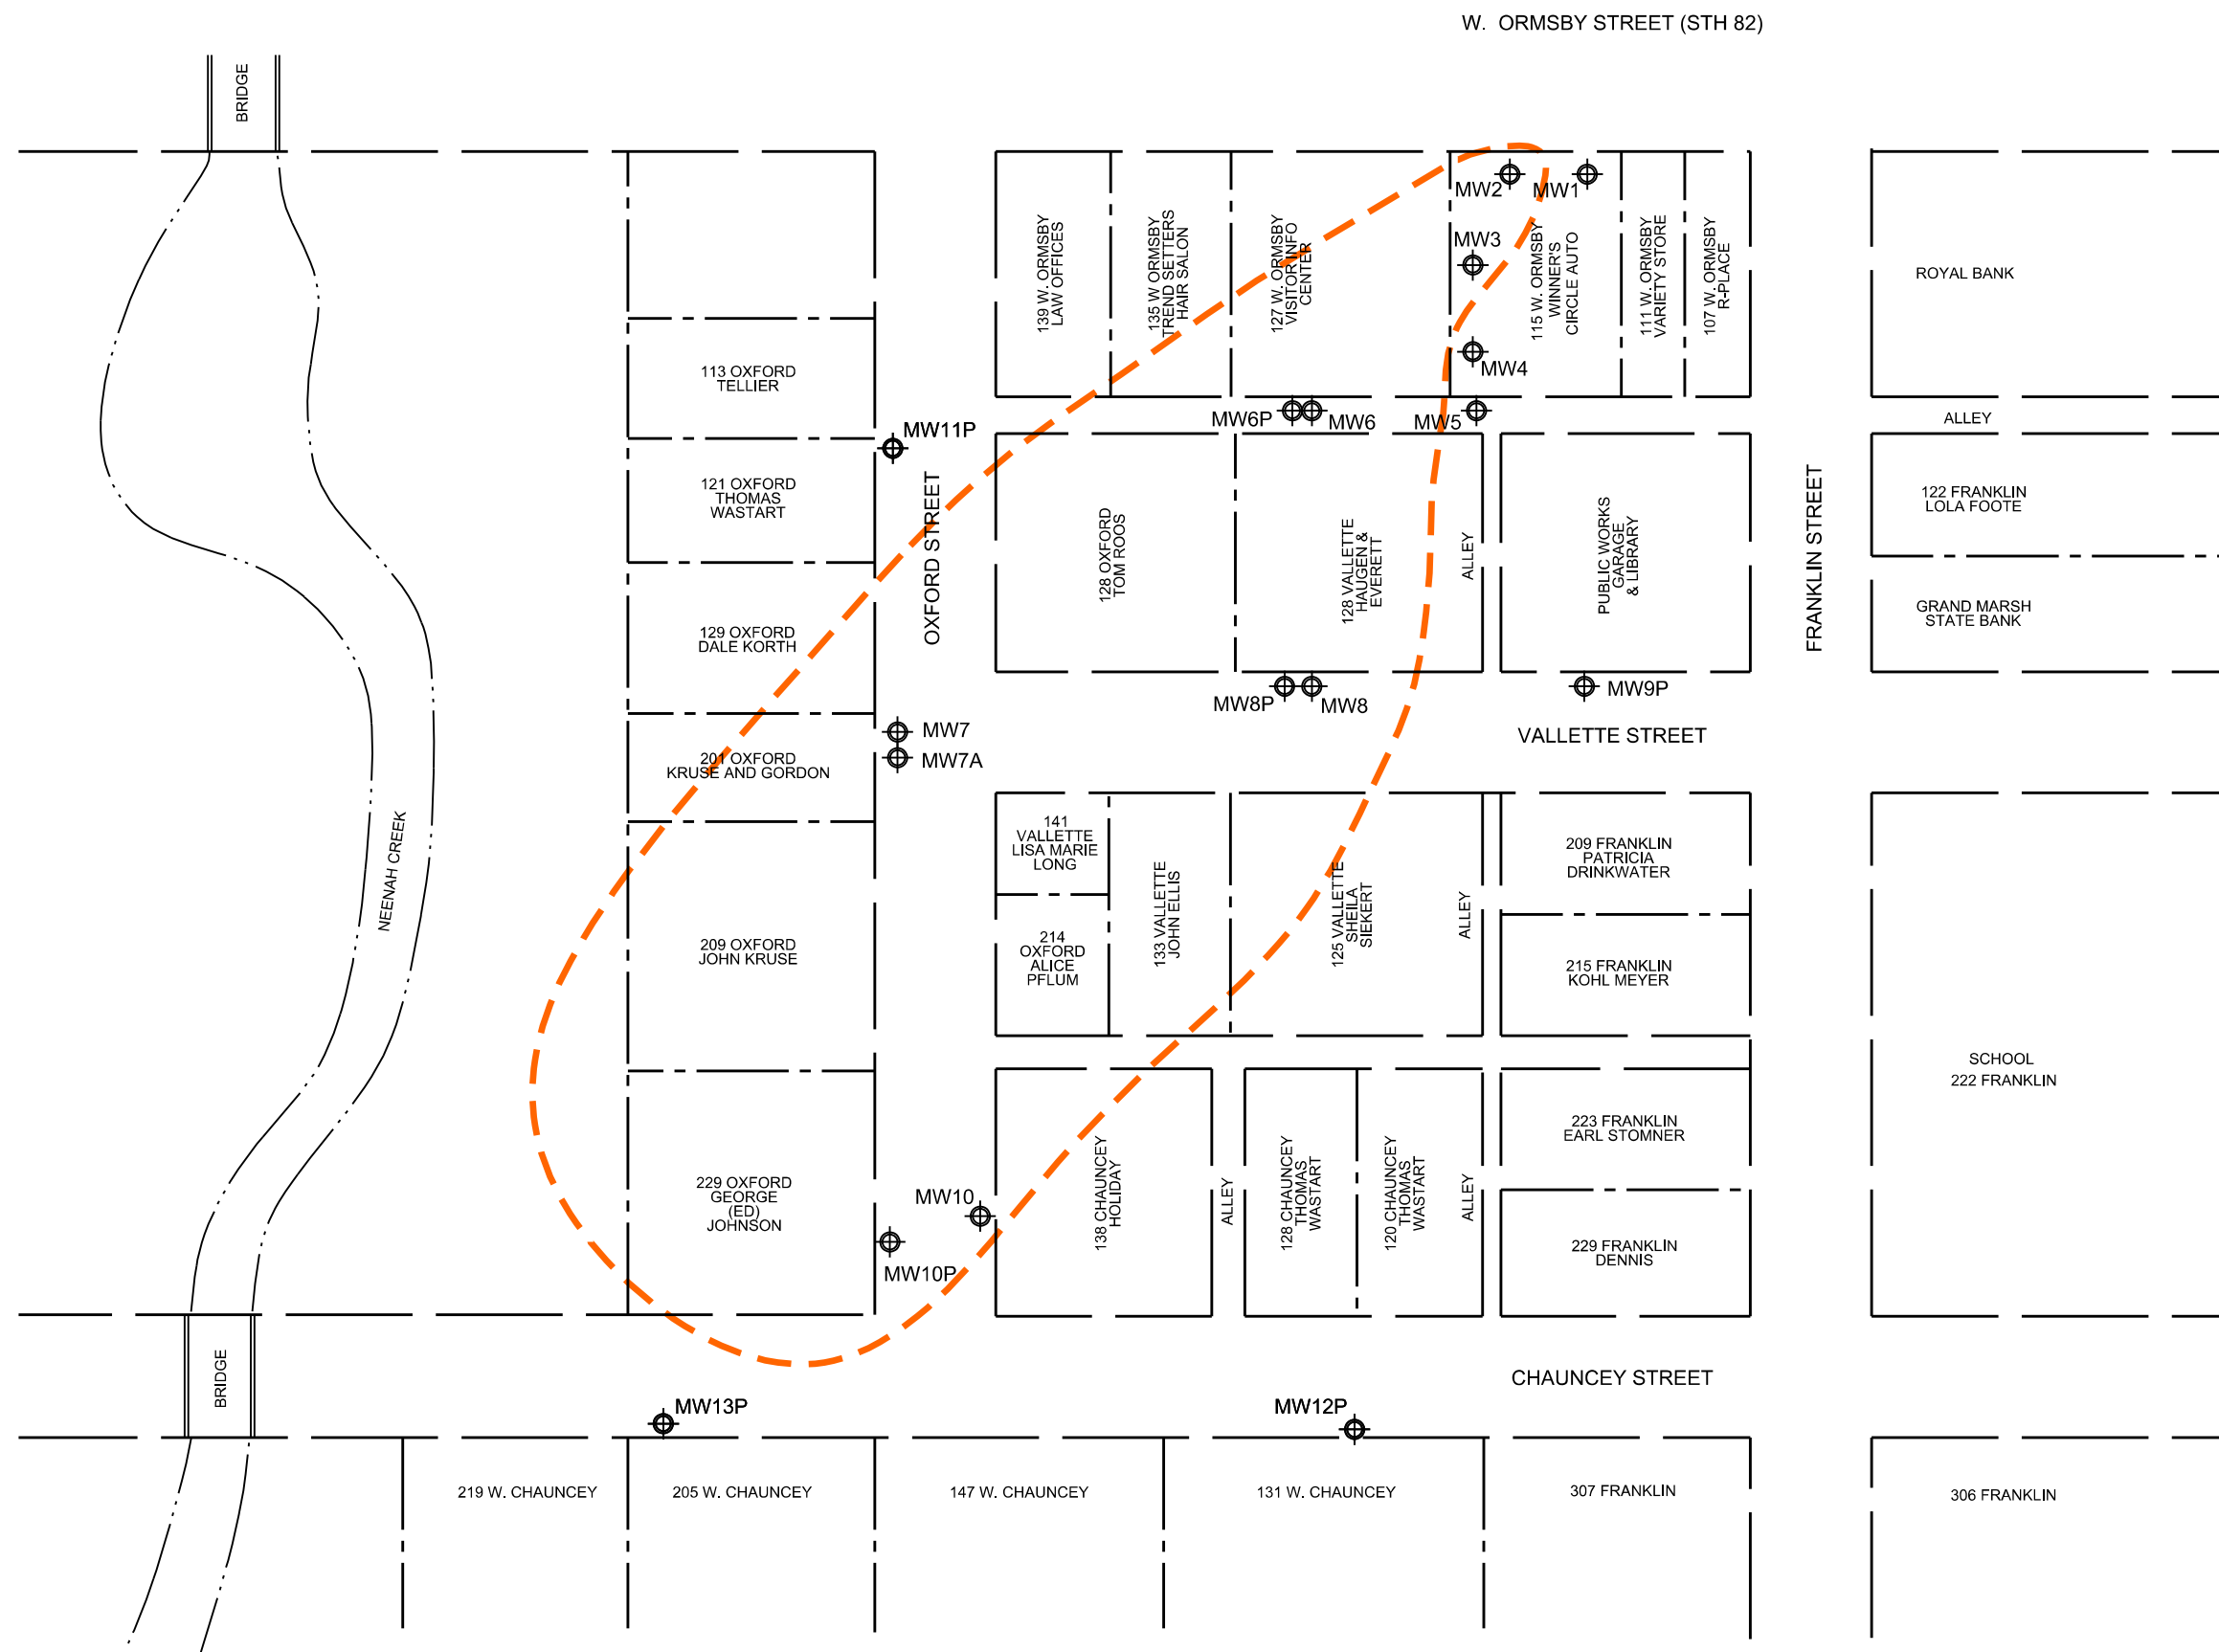 W. ORMSBY STREET (STH 82)
BRIDGE
MW2
MW1
MW3
MW4
139 W. ORMSBY
LAW OFFICES
135 W ORMSBY
TREND SETTERS
HAIR SALON
127 W. ORMSBY
VISITOR INFO
CENTER
115 W. ORMSBY
WINNER'S
CIRCLE AUTO
111 W. ORMSBY
VARIETY STORE
107 W. ORMSBY
R-PLACE
ROYAL BANK
113 OXFORD
TELLIER
MW6P
MW6
MW5
ALLEY
MW11P
121 OXFORD
THOMAS
WASTART
OXFORD STREET
128 OXFORD
TOM ROOS
128 VALLETTE
HAUGEN &
EVERETT
ALLEY
PUBLIC WORKS
GARAGE
& LIBRARY
FRANKLIN STREET
122 FRANKLIN
LOLA FOOTE
GRAND MARSH
STATE BANK
129 OXFORD
DALE KORTH
MW8P
MW8
MW9P
MW7
MW7A
VALLETTE STREET
201 OXFORD
KRUSE AND GORDON
NEENAH CREEK
141
VALLETTE
LISA MARIE
LONG
133 VALLETTE
JOHN ELLIS
125 VALLETTE
SHEILA
SIEKERT
ALLEY
209 FRANKLIN
PATRICIA
DRINKWATER
209 OXFORD
JOHN KRUSE
214
OXFORD
ALICE
PFLUM
215 FRANKLIN
KOHL MEYER
SCHOOL
222 FRANKLIN
229 OXFORD
GEORGE
(ED)
JOHNSON
MW10
MW10P
138 CHAUNCEY
HOLIDAY
ALLEY
128 CHAUNCEY
THOMAS
WASTART
120 CHAUNCEY
THOMAS
WASTART
ALLEY
223 FRANKLIN
EARL STOMNER
229 FRANKLIN
DENNIS
BRIDGE
CHAUNCEY STREET
MW13P
MW12P
219 W. CHAUNCEY
205 W. CHAUNCEY
147 W. CHAUNCEY
131 W. CHAUNCEY
307 FRANKLIN
306 FRANKLIN